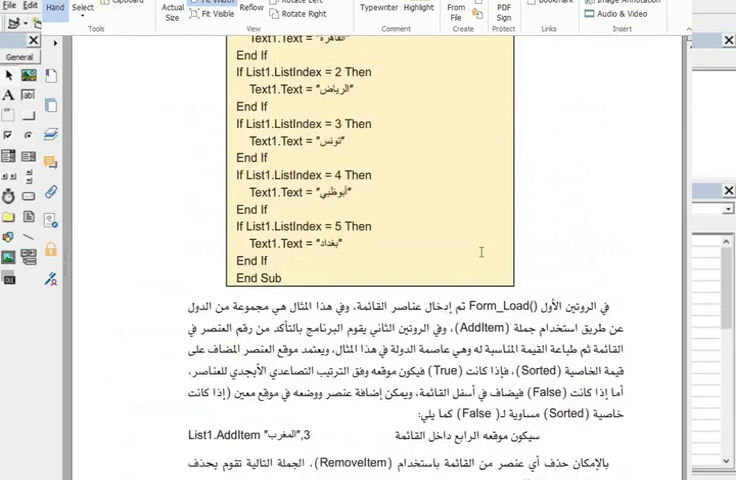 File
Edit
General
Hand
Select
Clipboard
Tools
Actual
Size
Fit Width
Fit Visible
Reflow
Rotate Left
Rotate Right
Typewriter
Highlight
Comment
From
File
Create
PDF
Sign
Protect
Bookmark
Links
Image Annotation
Audio & Video
Insert
Text1.Text = "القاهرة"
End If
If List1.ListIndex = 2 Then
Text1.Text = "الرياض"
End If
If List1.ListIndex = 3 Then
Text1.Text = "تونس"
End If
If List1.ListIndex = 4 Then
Text1.Text = "أبوظبي"
End If
If List1.ListIndex = 5 Then
Text1.Text = "بغداد"
End If
End Sub
في الروتين الأول Form_Load() تم إدخال عناصر القائمة، وفي هذا المثال هي مجموعة من الدول
عن طريق استخدام جملة (AddItem)، وفي الروتين الثاني يقوم البرنامج بالتأكد من رقم العنصر في
القائمة ثم طباعة القيمة المناسبة له وهي عاصمة الدولة في هذا المثال، ويعتمد موقع العنصر المضاف على
قيمة الخاصية (Sorted)، فإذا كانت (True) فيكون موقعه وفق الترتيب التصاعدي الأبجدي للعناصر،
أما إذا كانت (False) فيضاف في أسفل القائمة، ويمكن إضافة عنصر ووضعه في موقع معين (إذا كانت
خاصية (Sorted) مساوية لـ (False) كما يلي:
سيكون موقعه الرابع داخل القائمة List1.AddItem "المغرب",3
بالإمكان حذف أي عنصر من القائمة باستخدام (RemoveItem)، الجملة التالية تقوم بحذف